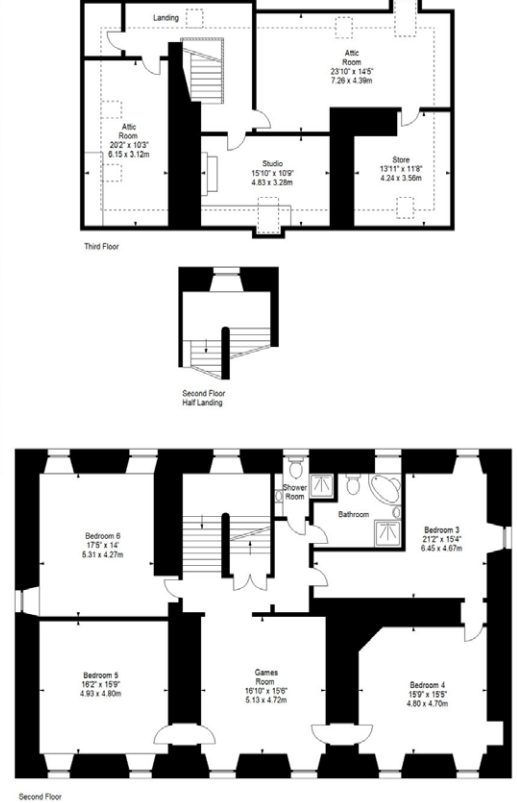 Landing
Attic
Room
23'10" x 14'5"
7.26 x 4.39m
Attic
Room
20'2" x 10'3"
6.15 x 3.12m
Studio
15'10" x 10'9"
4.83 x 3.28m
Store
13'11" x 11'8"
4.24 x 3.56m
Third Floor
Second Floor
Half Landing
Shower
Room
Bathroom
Bedroom 6
17'5" x 14'
5.31 x 4.27m
Bedroom 3
21'2" x 15'4"
6.45 x 4.67m
Bedroom 5
16'2" x 15'9"
4.93 x 4.80m
Games
Room
16'10" x 15'6"
5.13 x 4.72m
Bedroom 4
15'9" x 15'5"
4.80 x 4.70m
Second Floor